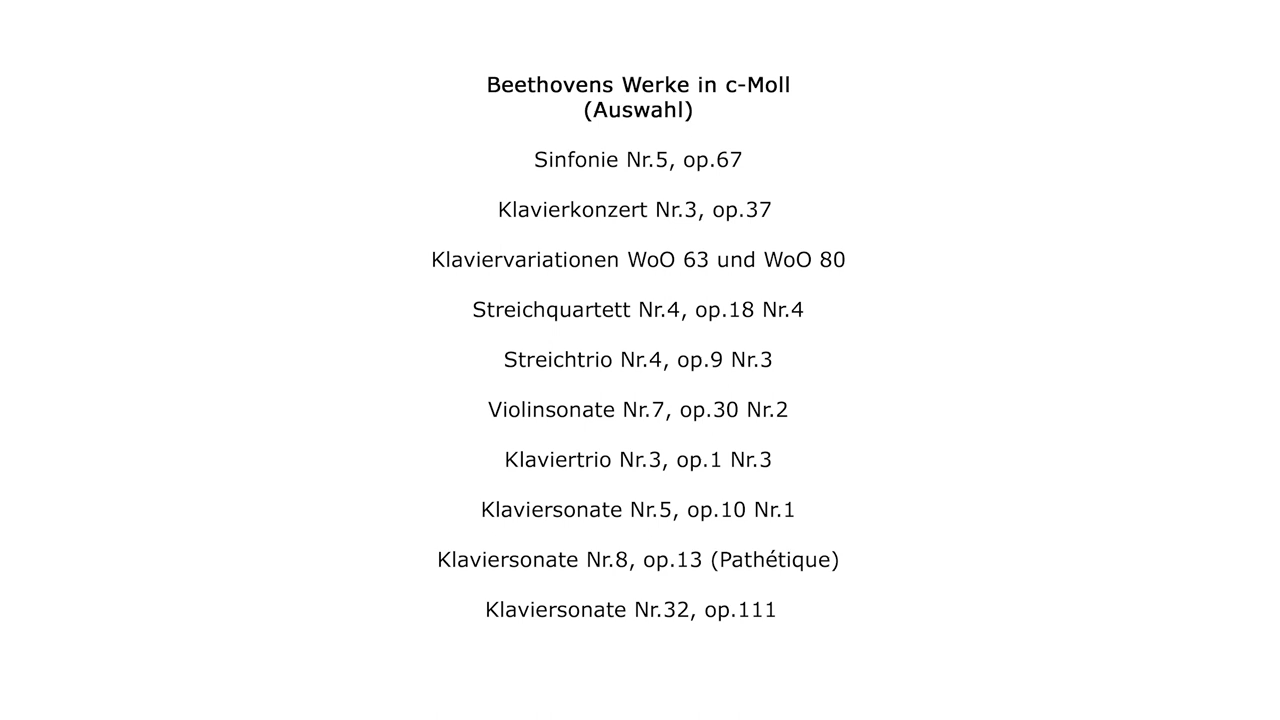 Beethovens Werke in c-Moll
(Auswahl)
Sinfonie Nr.5, op.67
Klavierkonzert Nr.3, op.37
Klaviervariationen WoO 63 und WoO 80
Streichquartett Nr.4, op.18 Nr.4
Streichtrio Nr.4, op.9 Nr.3
Violinsonate Nr.7, op.30 Nr.2
Klaviertrio Nr.3, op.1 Nr.3
Klaviersonate Nr.5, op.10 Nr.1
Klaviersonate Nr.8, op.13 (Pathétique)
Klaviersonate Nr.32, op.111